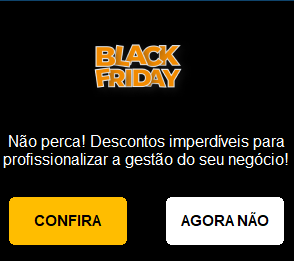 BLACK
FRIDAY
Não perca! Descontos imperdíveis para
profissionalizar a gestão do seu negócio!
CONFIRA
AGORA NÃO